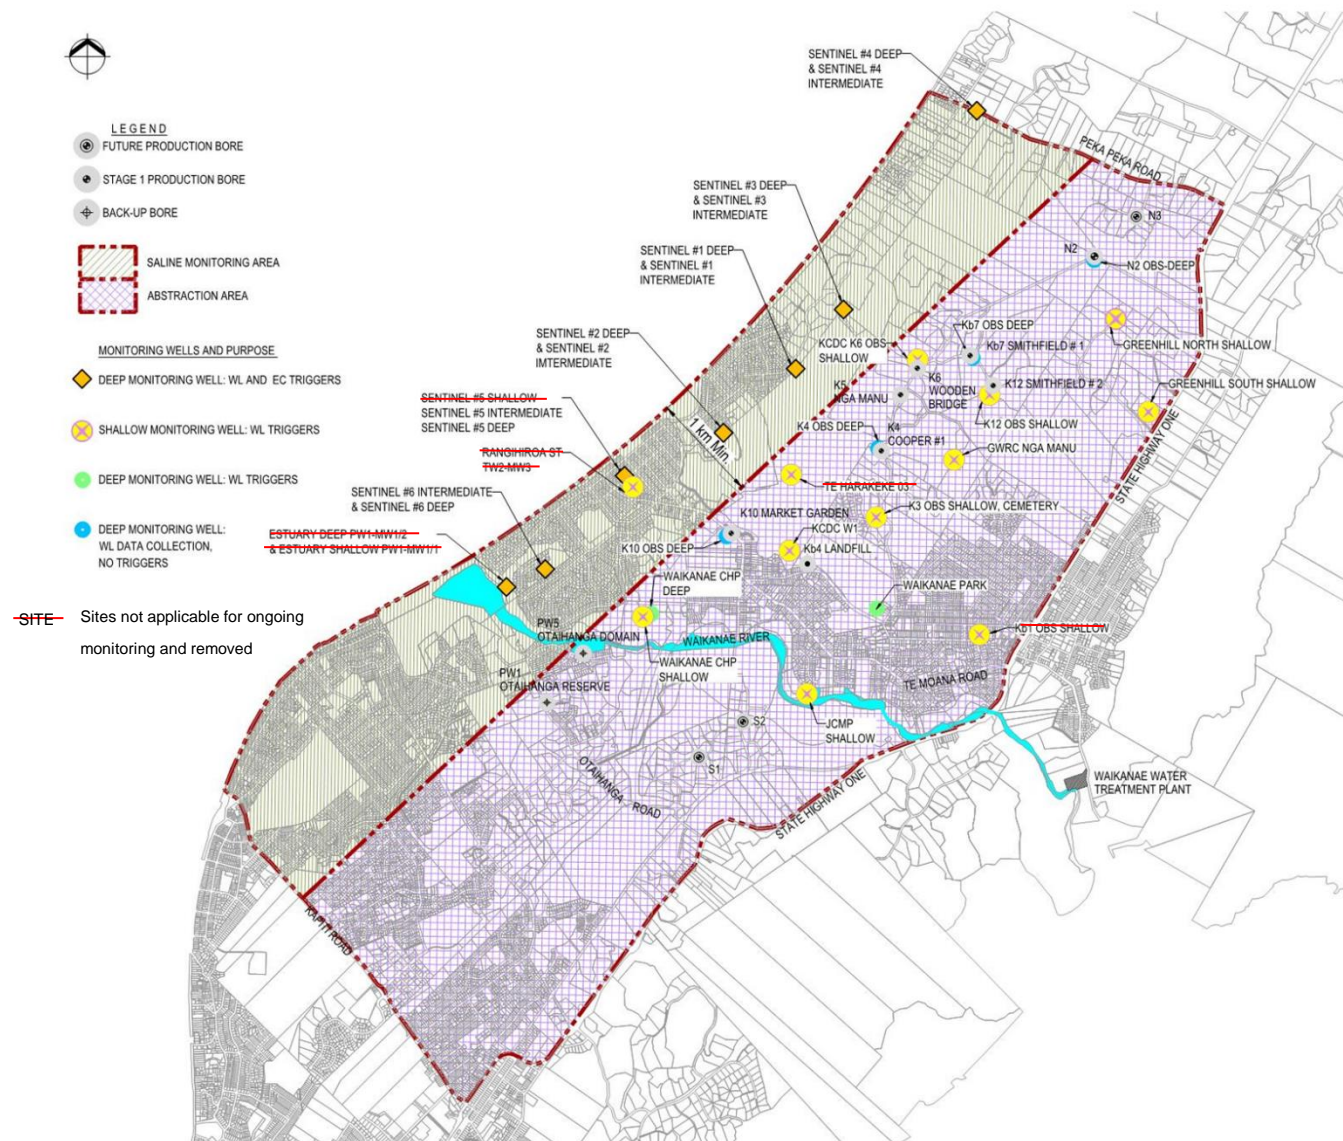 LEGEND
FUTURE PRODUCTION BORE
STAGE 1 PRODUCTION BORE
BACK-UP BORE
SALINE MONITORING AREA
ABSTRACTION AREA
MONITORING WELLS AND PURPOSE
DEEP MONITORING WELL: WL AND EC TRIGGERS
SHALLOW MONITORING WELL: WL TRIGGERS
DEEP MONITORING WELL: WL TRIGGERS
DEEP MONITORING WELL:
WL DATA COLLECTION,
NO TRIGGERS
SITE
Sites not applicable for ongoing
monitoring and removed
SENTINEL #4 DEEP
& SENTINEL #4
INTERMEDIATE
PEKA PEKA ROAD
SENTINEL #3 DEEP
& SENTINEL #3
INTERMEDIATE
N3
SENTINEL #1 DEEP
& SENTINEL #1
INTERMEDIATE
N2
N2 OBS-DEEP
SENTINEL #2 DEEP
& SENTINEL #2
IMTERMEDIATE
KCDC K6 OBS
SHALLOW
Kb7 OBS DEEP
Kb7 SMITHFIELD # 1
GREENHILL NORTH SHALLOW
SENTINEL #5 SHALLOW
SENTINEL #5 INTERMEDIATE
SENTINEL #5 DEEP
1 km Min.
K5
NGA MANU
K6
WOODEN
BRIDGE
K12 SMITHFIELD # 2
GREENHILL SOUTH SHALLOW
K12 OBS SHALLOW
K4 OBS DEEP
K4
COOPER #1
GWRC NGA MANU
STATE HIGHWAY ONE
RANGIHIROA ST
TW2-MW3
SENTINEL #6 INTERMEDIATE
& SENTINEL #6 DEEP
TE HARAKEKE 03
K3 OBS SHALLOW, CEMETERY
K10 MARKET GARDEN
KCDC W1
ESTUARY DEEP PW1-MW1/2
& ESTUARY SHALLOW PW1-MW1/1
K10 OBS DEEP
Kb4 LANDFILL
WAIKANAE CHP
DEEP
WAIKANAE PARK
PW5
OTAIHANGA DOMAIN
WAIKANAE RIVER
Kb1 OBS SHALLOW
WAIKANAE CHP
SHALLOW
PW1
OTAIHANGA RESERVE
TE MOANA ROAD
JCMP
SHALLOW
S2
S1
OTAIHANGA ROAD
STATE HIGHWAY ONE
WAIKANAE WATER
TREATMENT PLANT
KAPITI ROAD